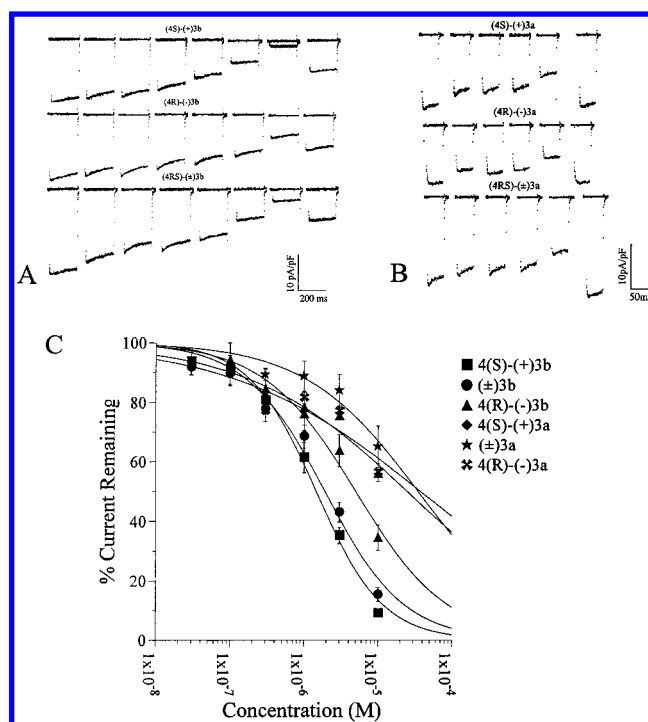 (4S)-(+)3b
(4R)-(-)3b
(4RS)-(±)3b
A
10 pA/pF
200 ms
(4S)-(+)3a
(4R)-(-)3a
(4RS)-(±)3a
B
10pA/pF
50m
C
% Current Remaining
100
80
60
40
20
0
1x10-8
1x10-7
1x10-6
1x10-5
1x10-4
Concentration (M)
4(S)-(+)3b
(±)3b
4(R)-(-)3b
4(S)-(+)3a
(±)3a
4(R)-(-)3a